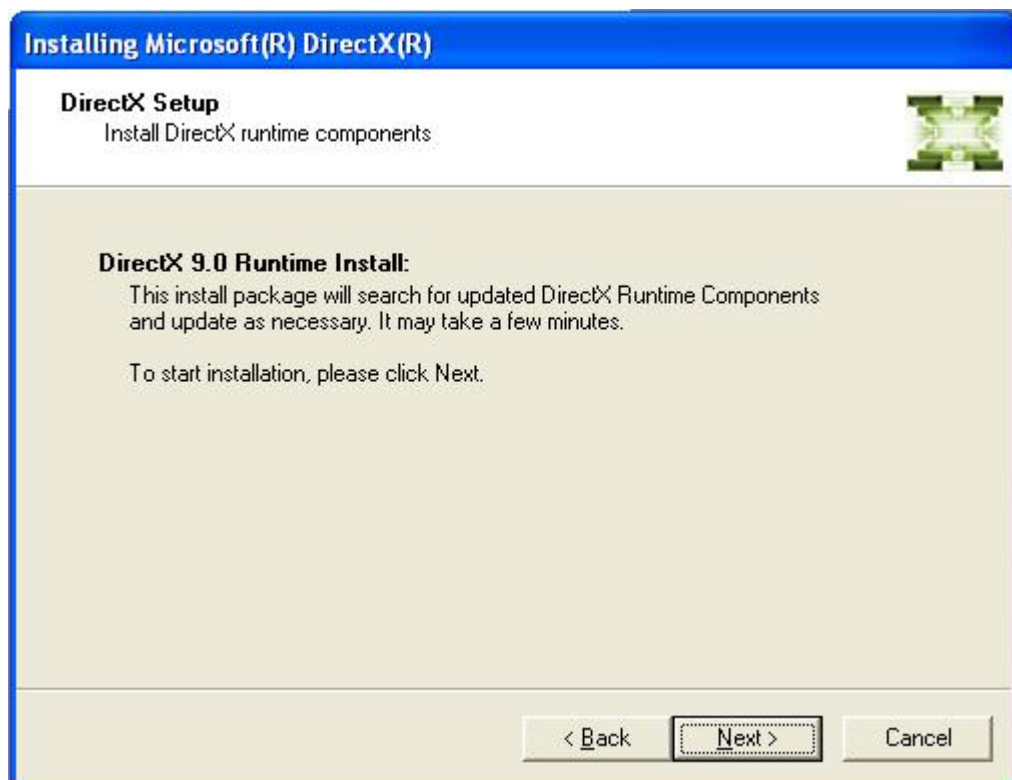 Installing Microsoft(R) DirectX(R)
DirectX Setup
Install DirectX runtime components
DirectX 9.0 Runtime Install:
This install package will search for updated DirectX Runtime Components
and update as necessary. It may take a few minutes.
To start installation, please click Next.
< Back Next > Cancel